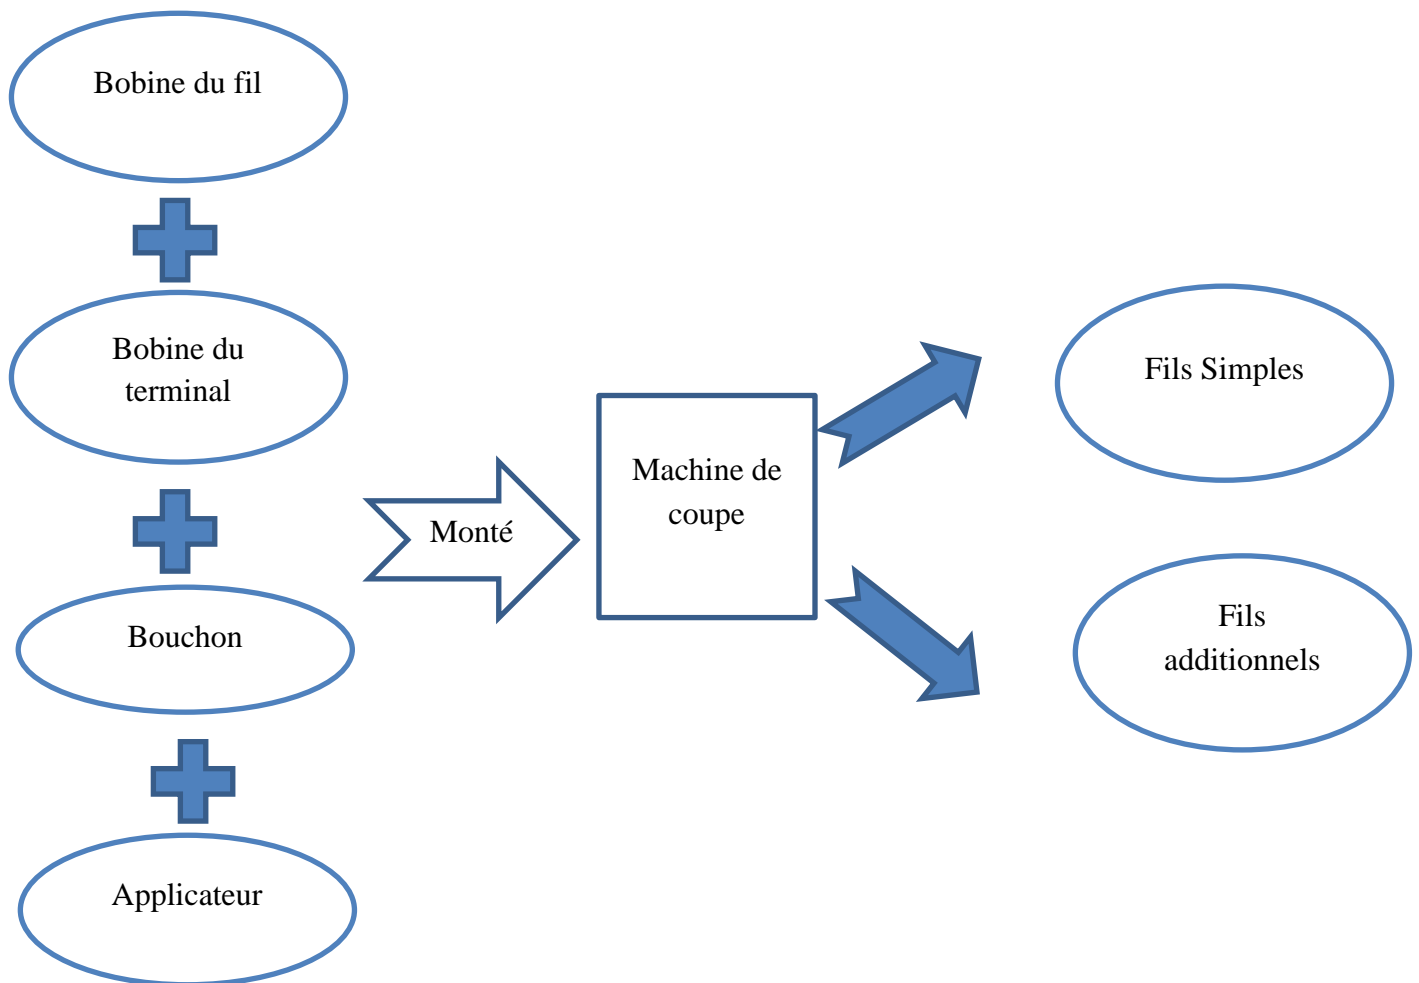 Bobine du fil
Bobine du
terminal
Bouchon
Applicateur
Monté
Machine de
coupe
Fils Simples
Fils
additionnels